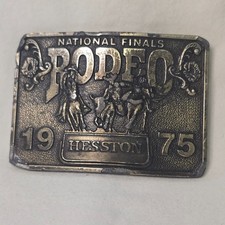 NATIONAL FINALS
RODEO
19 75
HESSTON